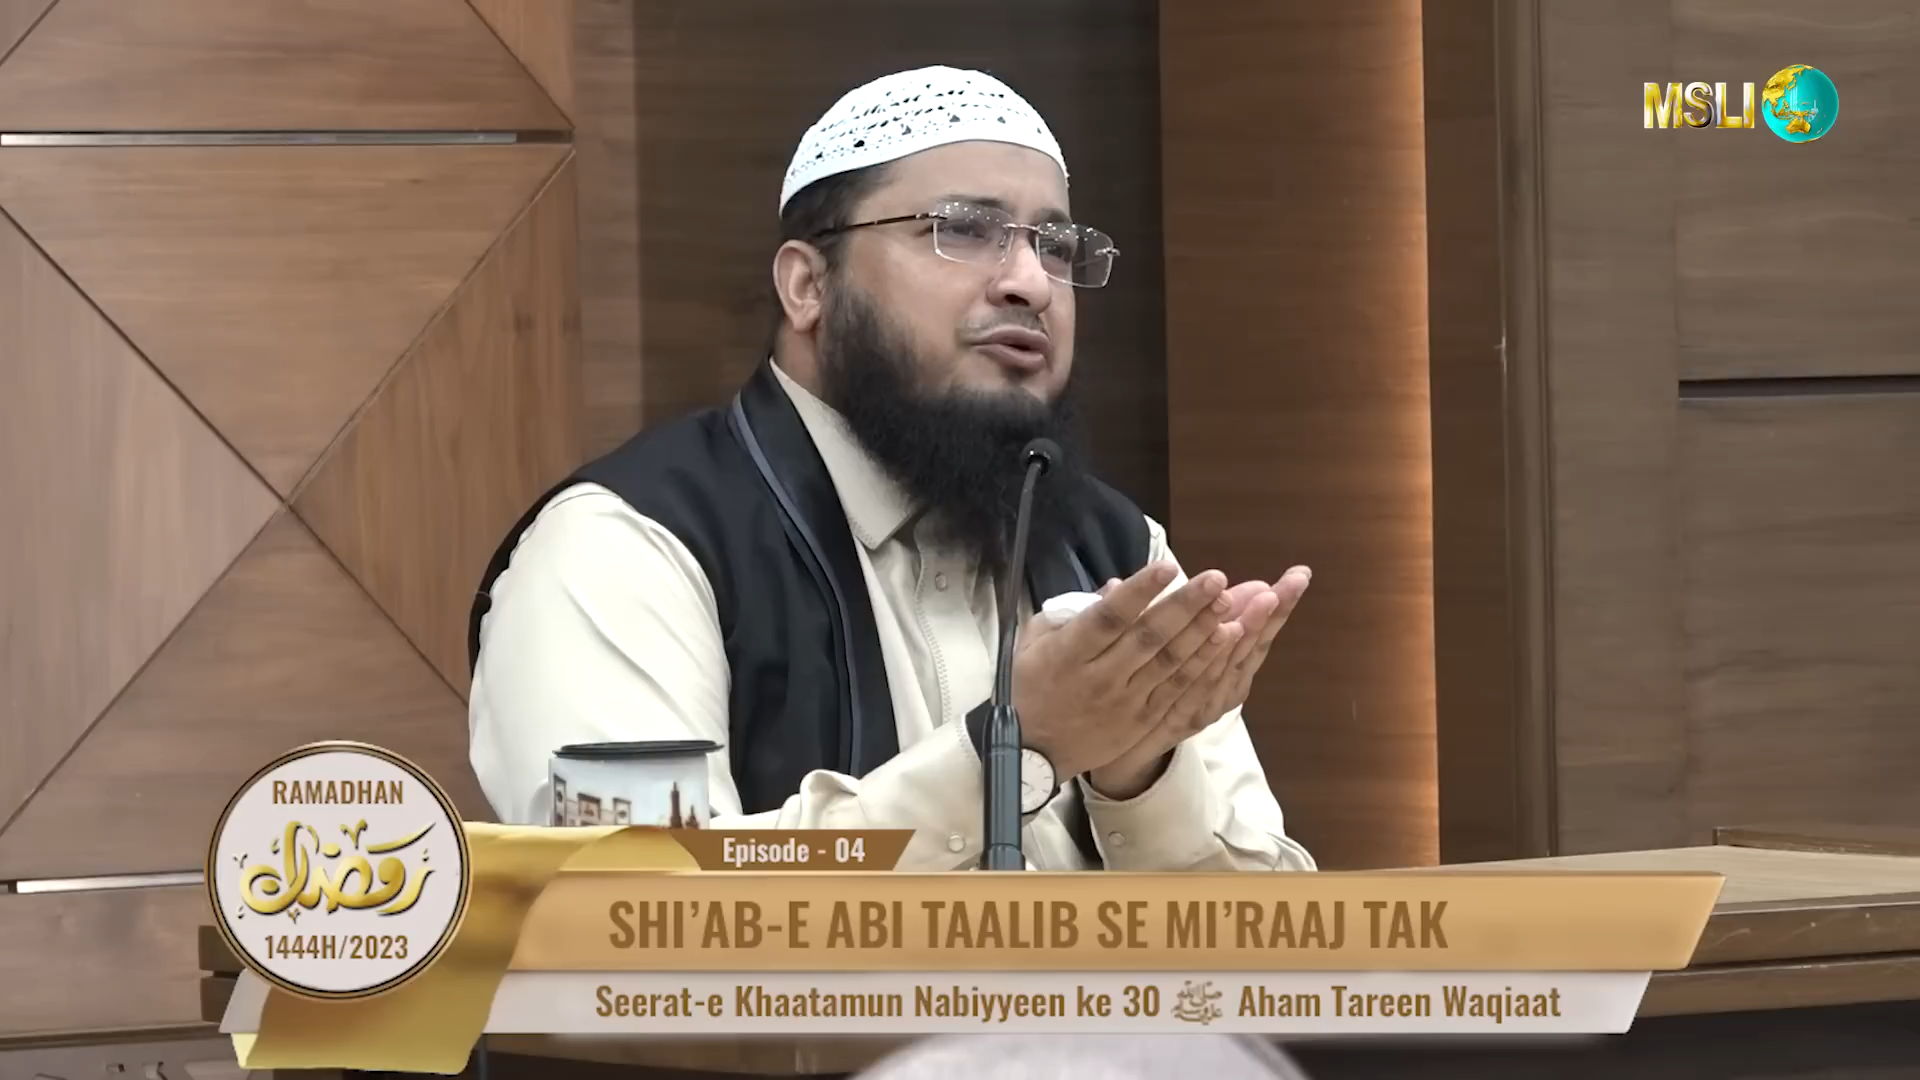 MSLI
RAMADHAN
رمضان
1444H/2023
Episode - 04
SHI’AB-E ABI TAALIB SE MI’RAAJ TAK
Seerat-e Khaatamun Nabiyyeen ke 30 ﷺ Aham Tareen Waqiaat